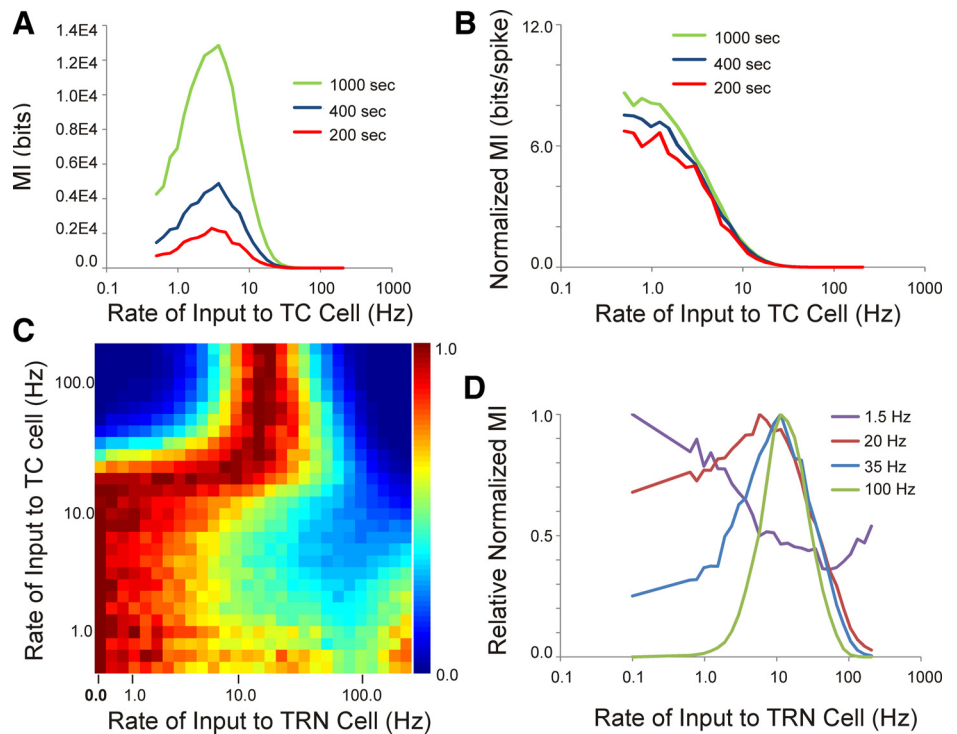 A
MI (bits)
1.4E4
1.2E4
1.0E4
0.8E4
0.6E4
0.4E4
0.2E4
0.0
1000 sec
400 sec
200 sec
0.1
1.0
10
100
1000
Rate of Input to TC Cell (Hz)
B
Normalized MI (bits/spike)
12.0
6.0
0.0
1000 sec
400 sec
200 sec
0.1
1.0
10
100
1000
Rate of Input to TC Cell (Hz)
C
Rate of Input to TC cell (Hz)
100.0
10.0
1.0
1.0
0.0
0.0
1.0
10.0
100.0
Rate of Input to TRN Cell (Hz)
D
Relative Normalized MI
1.0
0.5
0.0
1.5 Hz
20 Hz
35 Hz
100 Hz
0.1
0.1
1.0
10
100
1000
Rate of Input to TRN Cell (Hz)